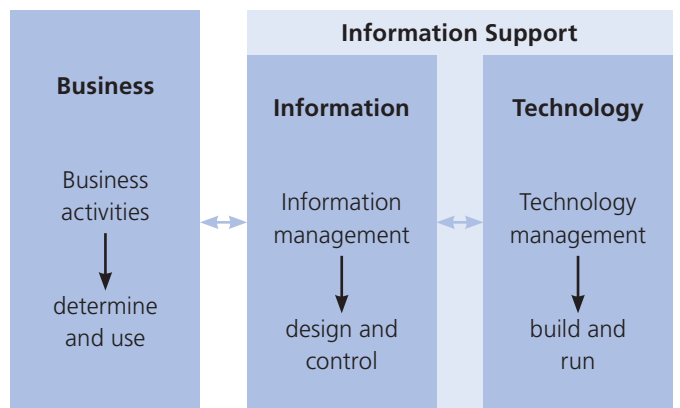 Information Support
Business
Information
Technology
Business
activities
determine
and use
Information
management
design and
control
Technology
management
build and
run